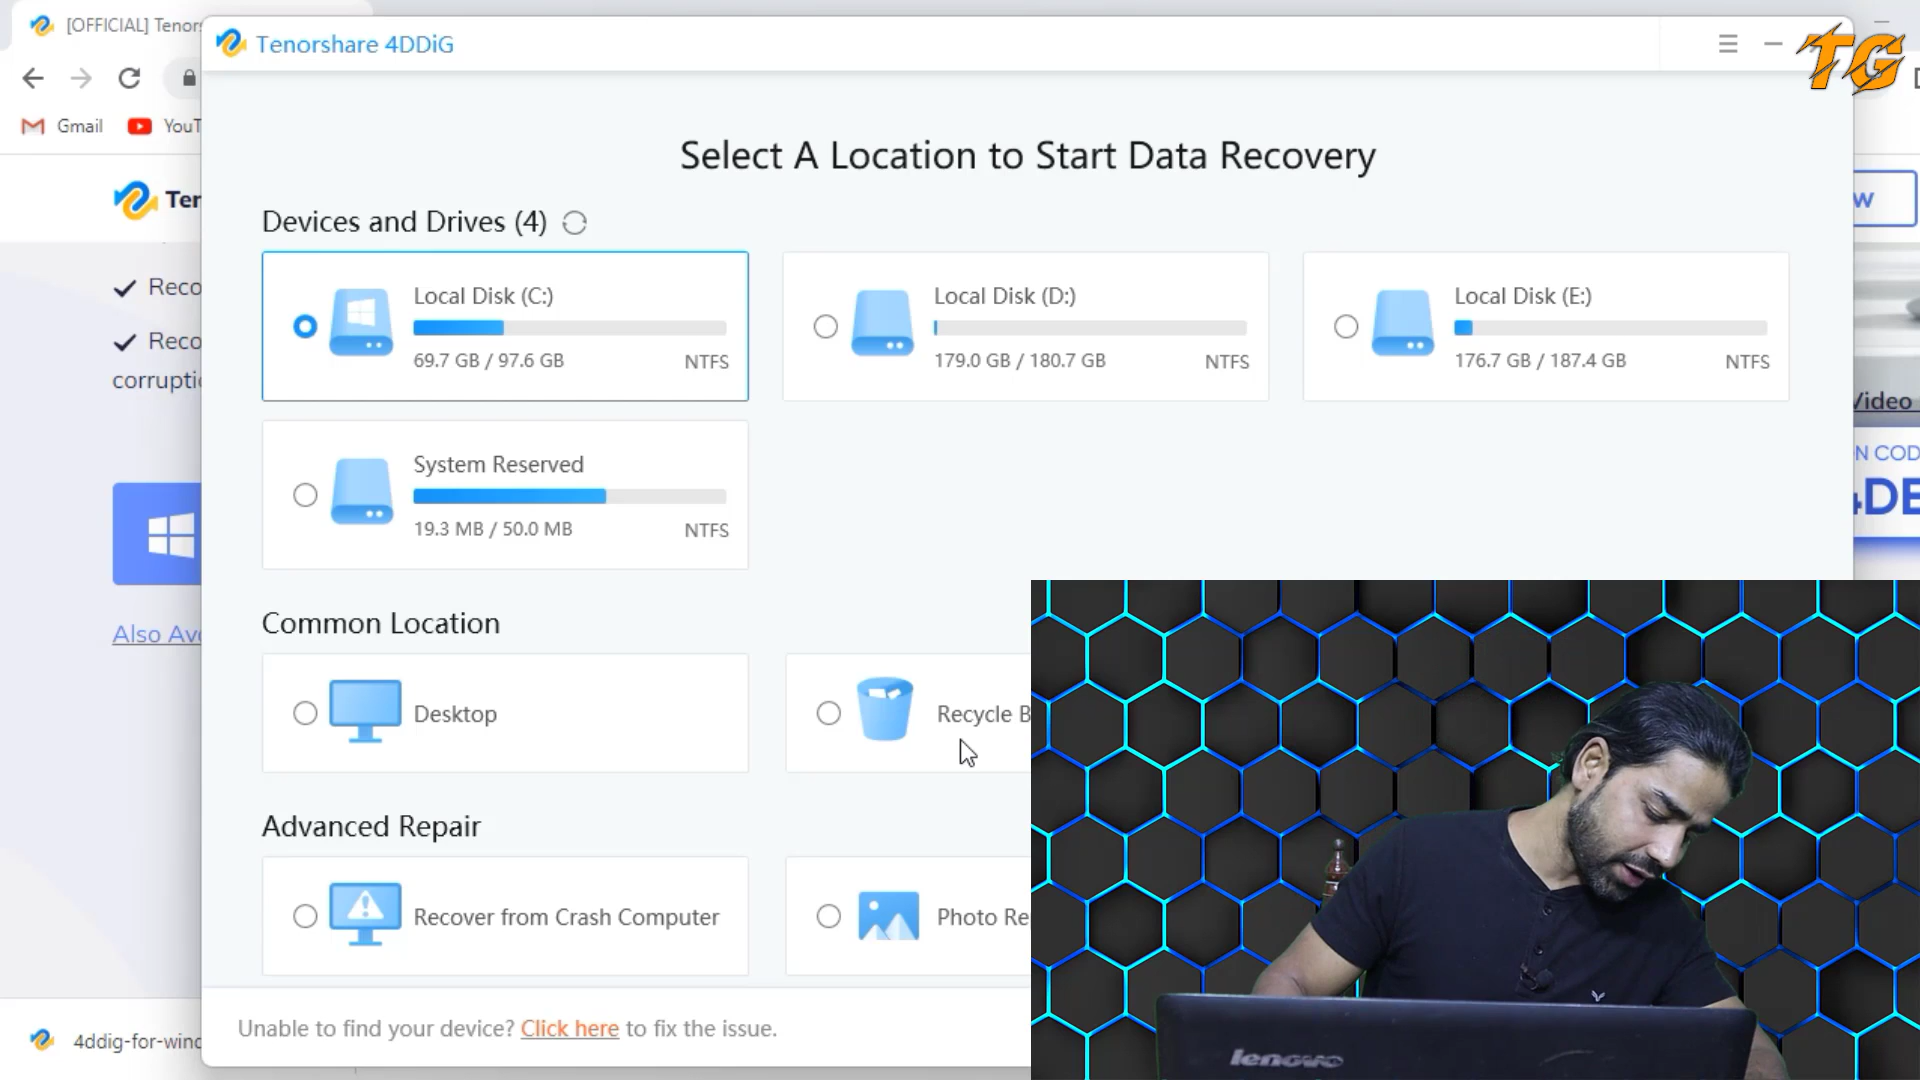 [OFFICIAL] Tenors
Tenorshare 4DDiG
TG
Gmail
YouT
Ter
Select A Location to Start Data Recovery
Devices and Drives (4)
Local Disk (C:)
69.7 GB / 97.6 GB
NTFS
Local Disk (D:)
179.0 GB / 180.7 GB
NTFS
Local Disk (E:)
176.7 GB / 187.4 GB
NTFS
Reco
Reco
corrupti
W
Video
N COD
4DE
System Reserved
19.3 MB / 50.0 MB
NTFS
Also Av
Common Location
Desktop
Recycle B
Advanced Repair
Recover from Crash Computer
Photo Re
Unable to find your device? Click here to fix the issue.
4ddig-for-wind
lenovo